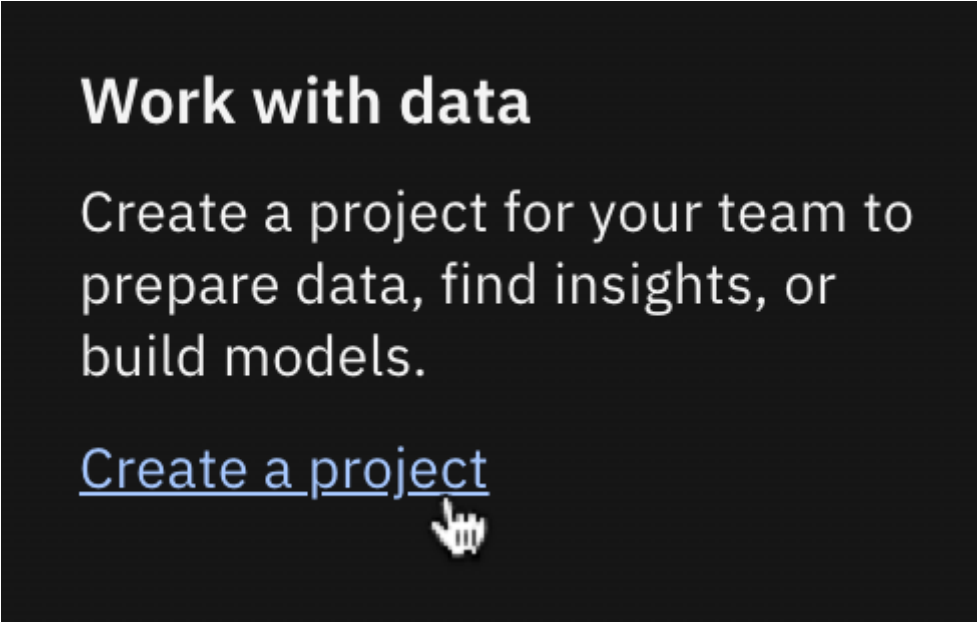 Work with data
Create a project for your team to
prepare data, find insights, or
build models.
Create a project